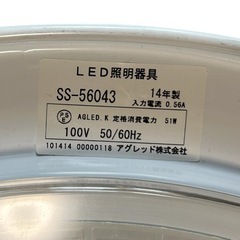 LED照明器具
SS-56043 14年製
入力電流 0.56A
PS E AGLED.K 定格消費電力 51W
100V 50/60Hz
101414 00000118 アグレッド株式会社